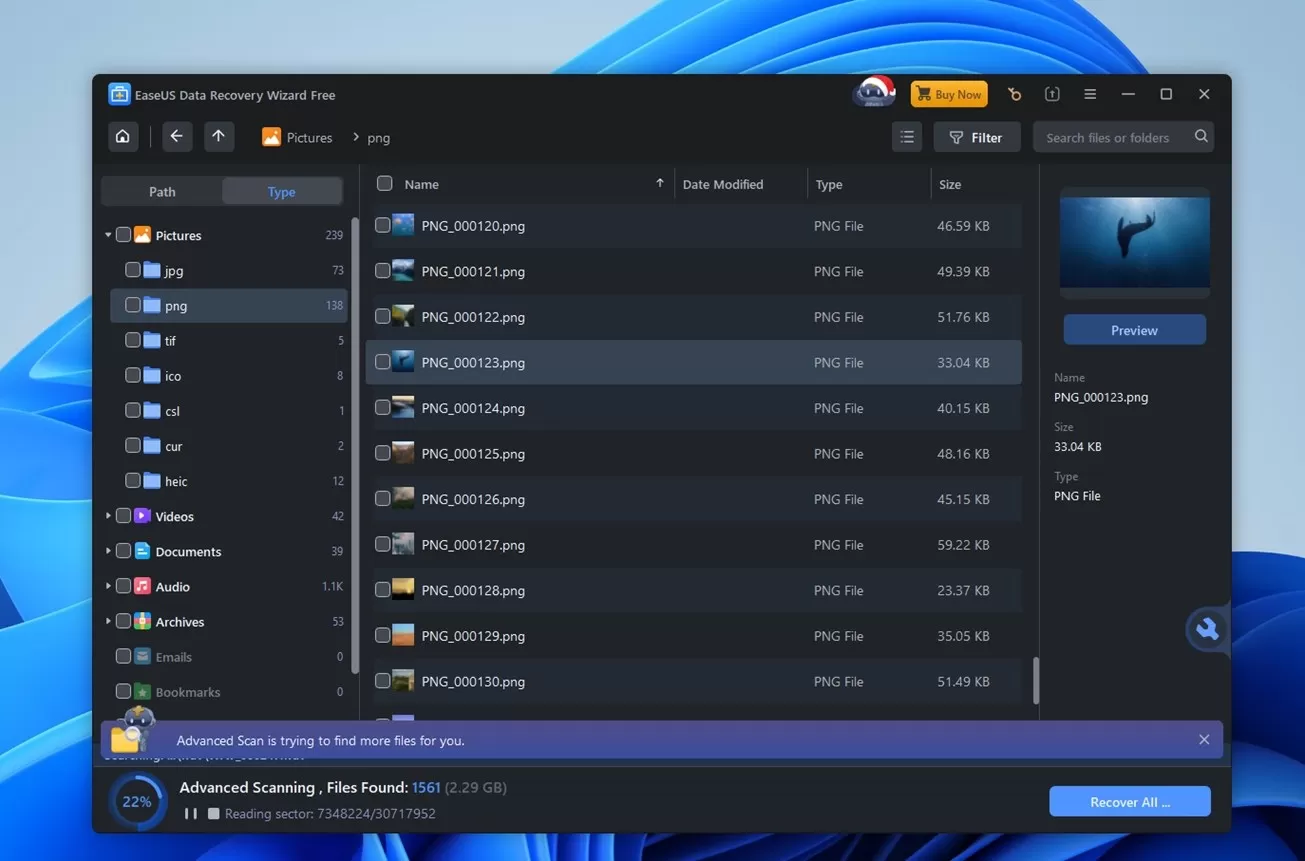 EaseUS Data Recovery Wizard Free
Buy Now
Pictures > png
Filter
Search files or folders
Path Type
Pictures 239
jpg 73
png 138
tif 5
ico 8
csl 1
cur 2
heic 12
Videos 42
Documents 39
Audio 1.1K
Archives 53
Emails 0
Bookmarks 0
Name Date Modified Type Size
PNG_000120.png PNG File 46.59 KB
PNG_000121.png PNG File 49.39 KB
PNG_000122.png PNG File 51.76 KB
PNG_000123.png PNG File 33.04 KB
PNG_000124.png PNG File 40.15 KB
PNG_000125.png PNG File 48.16 KB
PNG_000126.png PNG File 45.15 KB
PNG_000127.png PNG File 59.22 KB
PNG_000128.png PNG File 23.37 KB
PNG_000129.png PNG File 35.05 KB
PNG_000130.png PNG File 51.49 KB
Preview
Name
PNG_000123.png
Size
33.04 KB
Type
PNG File
Advanced Scan is trying to find more files for you.
22%
Advanced Scanning , Files Found: 1561 (2.29 GB)
Reading sector: 7348224/30717952
Recover All ...